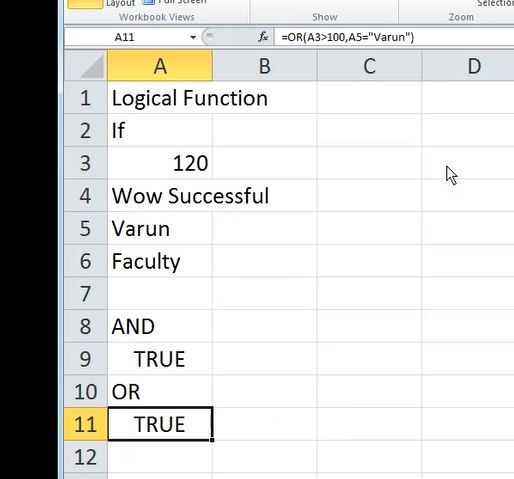 Layout Full Screen Selection
Workbook Views Show Zoom
A11 fx =OR(A3>100,A5="Varun")
A B C D
1 Logical Function
2 If
3 120
4 Wow Successful
5 Varun
6 Faculty
7
8 AND
9 TRUE
10 OR
11 TRUE
12